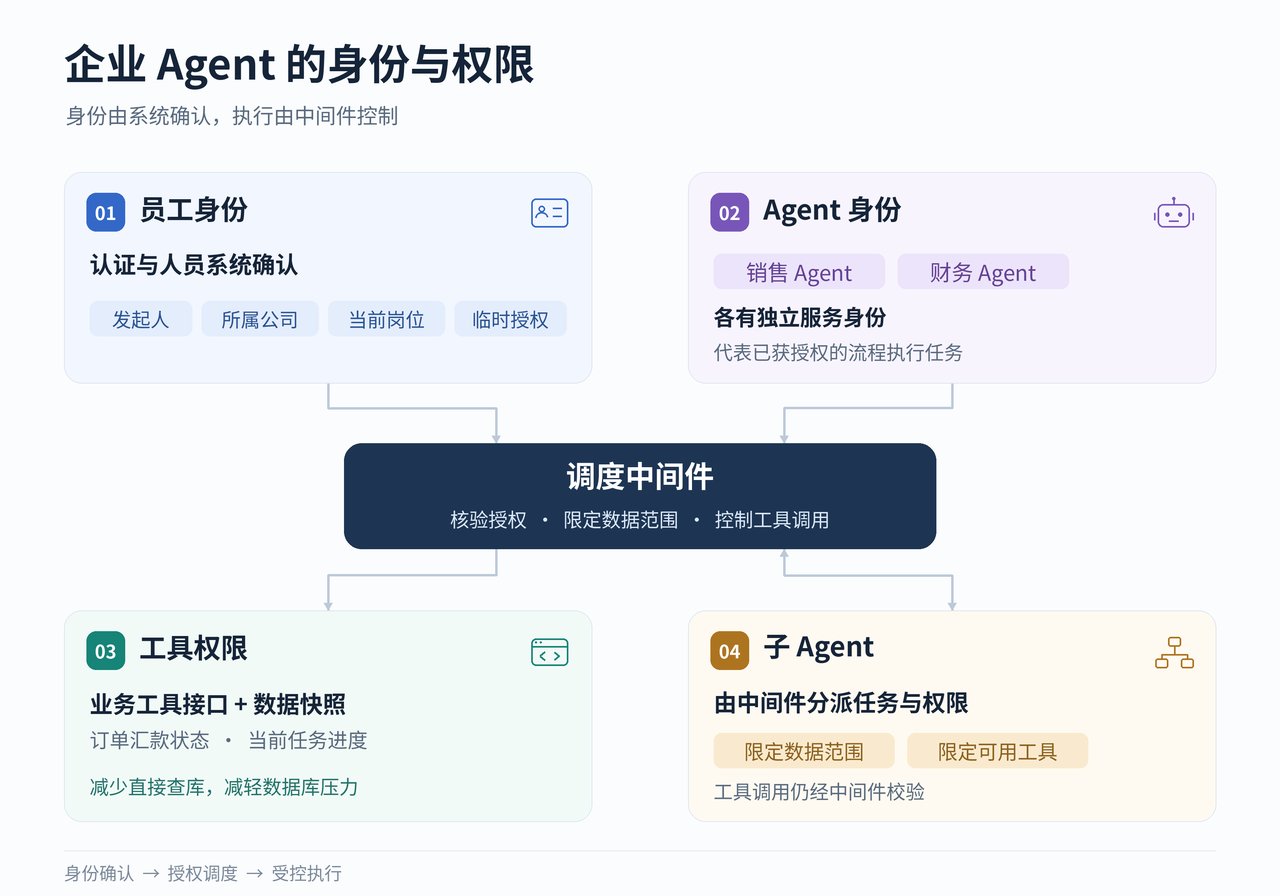 企业 Agent 的身份与权限
身份由系统确认，执行由中间件控制
01 员工身份
认证与人员系统确认
发起人 所属公司 当前岗位 临时授权
02 Agent 身份
销售 Agent 财务 Agent
各有独立服务身份
代表已获授权的流程执行任务
调度中间件
核验授权 • 限定数据范围 • 控制工具调用
03 工具权限
业务工具接口 + 数据快照
订单汇款状态 • 当前任务进度
减少直接查库，减轻数据库压力
04 子 Agent
由中间件分派任务与权限
限定数据范围 限定可用工具
工具调用仍经中间件校验
身份确认 → 授权调度 → 受控执行